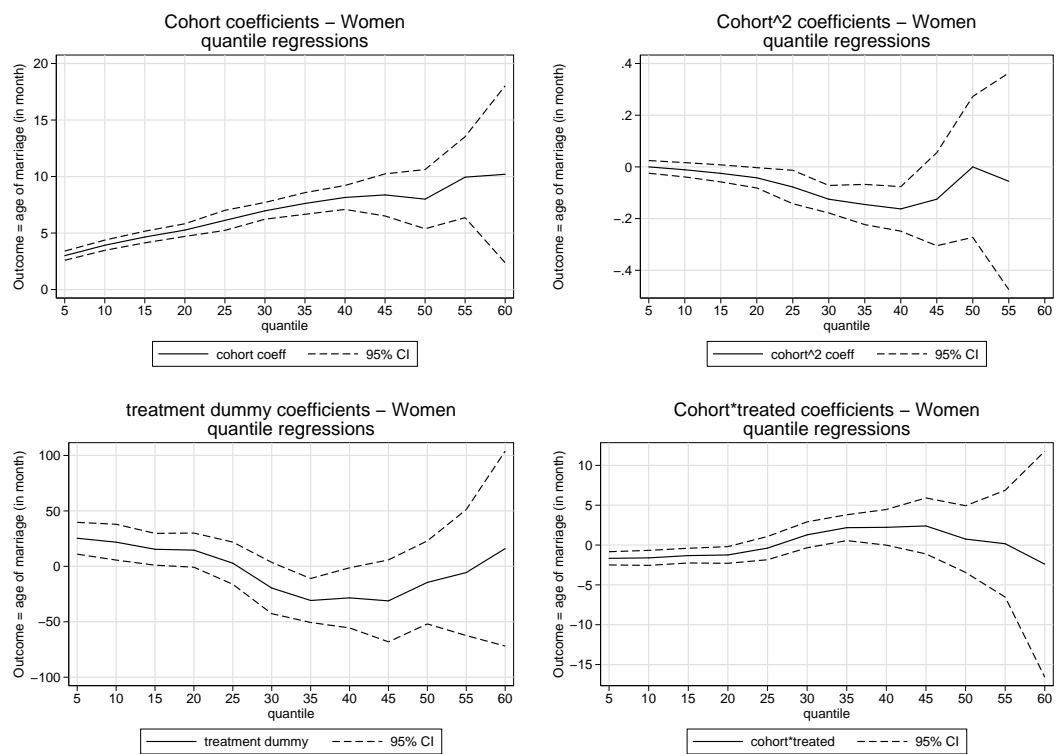 Cohort coefficients – Women
quantile regressions
Outcome = age of marriage (in month)
20
15
10
5
0
5 10 15 20 25 30 35 40 45 50 55 60
quantile
cohort coeff 95% CI
Cohort^2 coefficients – Women
quantile regressions
Outcome = age of marriage (in month)
.4
.2
0
−.2
−.4
5 10 15 20 25 30 35 40 45 50 55 60
quantile
cohort^2 coeff 95% CI
treatment dummy coefficients – Women
quantile regressions
Outcome = age of marriage (in month)
100
50
0
−50
−100
5 10 15 20 25 30 35 40 45 50 55 60
quantile
treatment dummy 95% CI
Cohort*treated coefficients – Women
quantile regressions
Outcome = age of marriage (in month)
10
5
0
−5
−10
−15
5 10 15 20 25 30 35 40 45 50 55 60
quantile
cohort*treated 95% CI